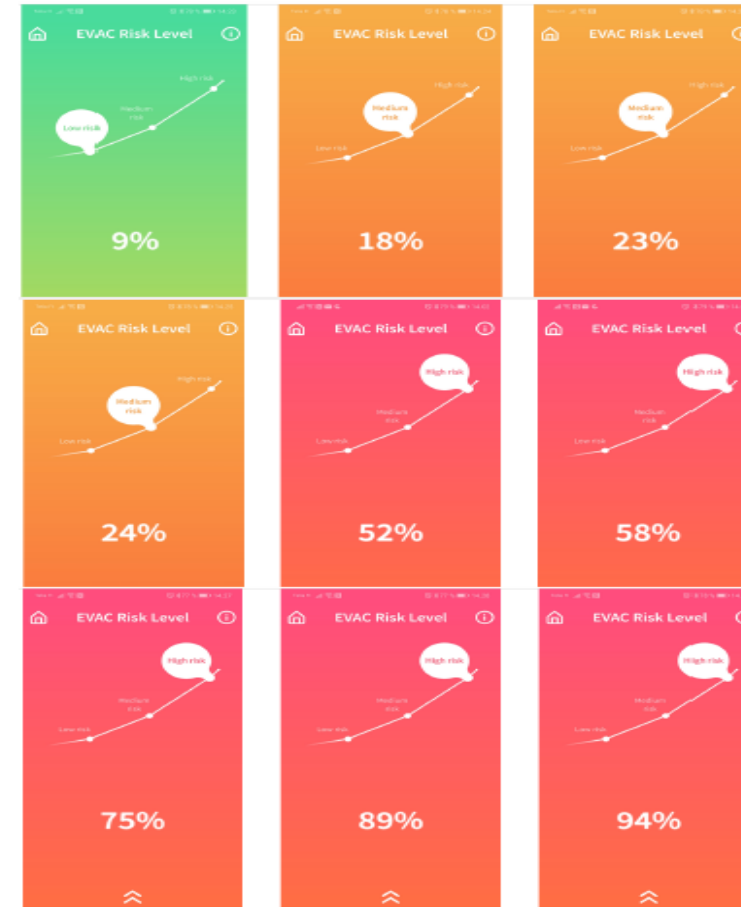 EVAC Risk Level
High risk
Medium
risk
Low risk
9%
EVAC Risk Level
High risk
Medium
risk
Low risk
18%
EVAC Risk Level
High risk
Medium
risk
Low risk
23%
EVAC Risk Level
High risk
Medium
risk
Low risk
24%
EVAC Risk Level
High risk
Medium
risk
Low risk
52%
EVAC Risk Level
High risk
Medium
risk
Low risk
58%
EVAC Risk Level
High risk
Medium
risk
Low risk
75%
EVAC Risk Level
High risk
Medium
risk
Low risk
89%
EVAC Risk Level
High risk
Medium
risk
Low risk
94%